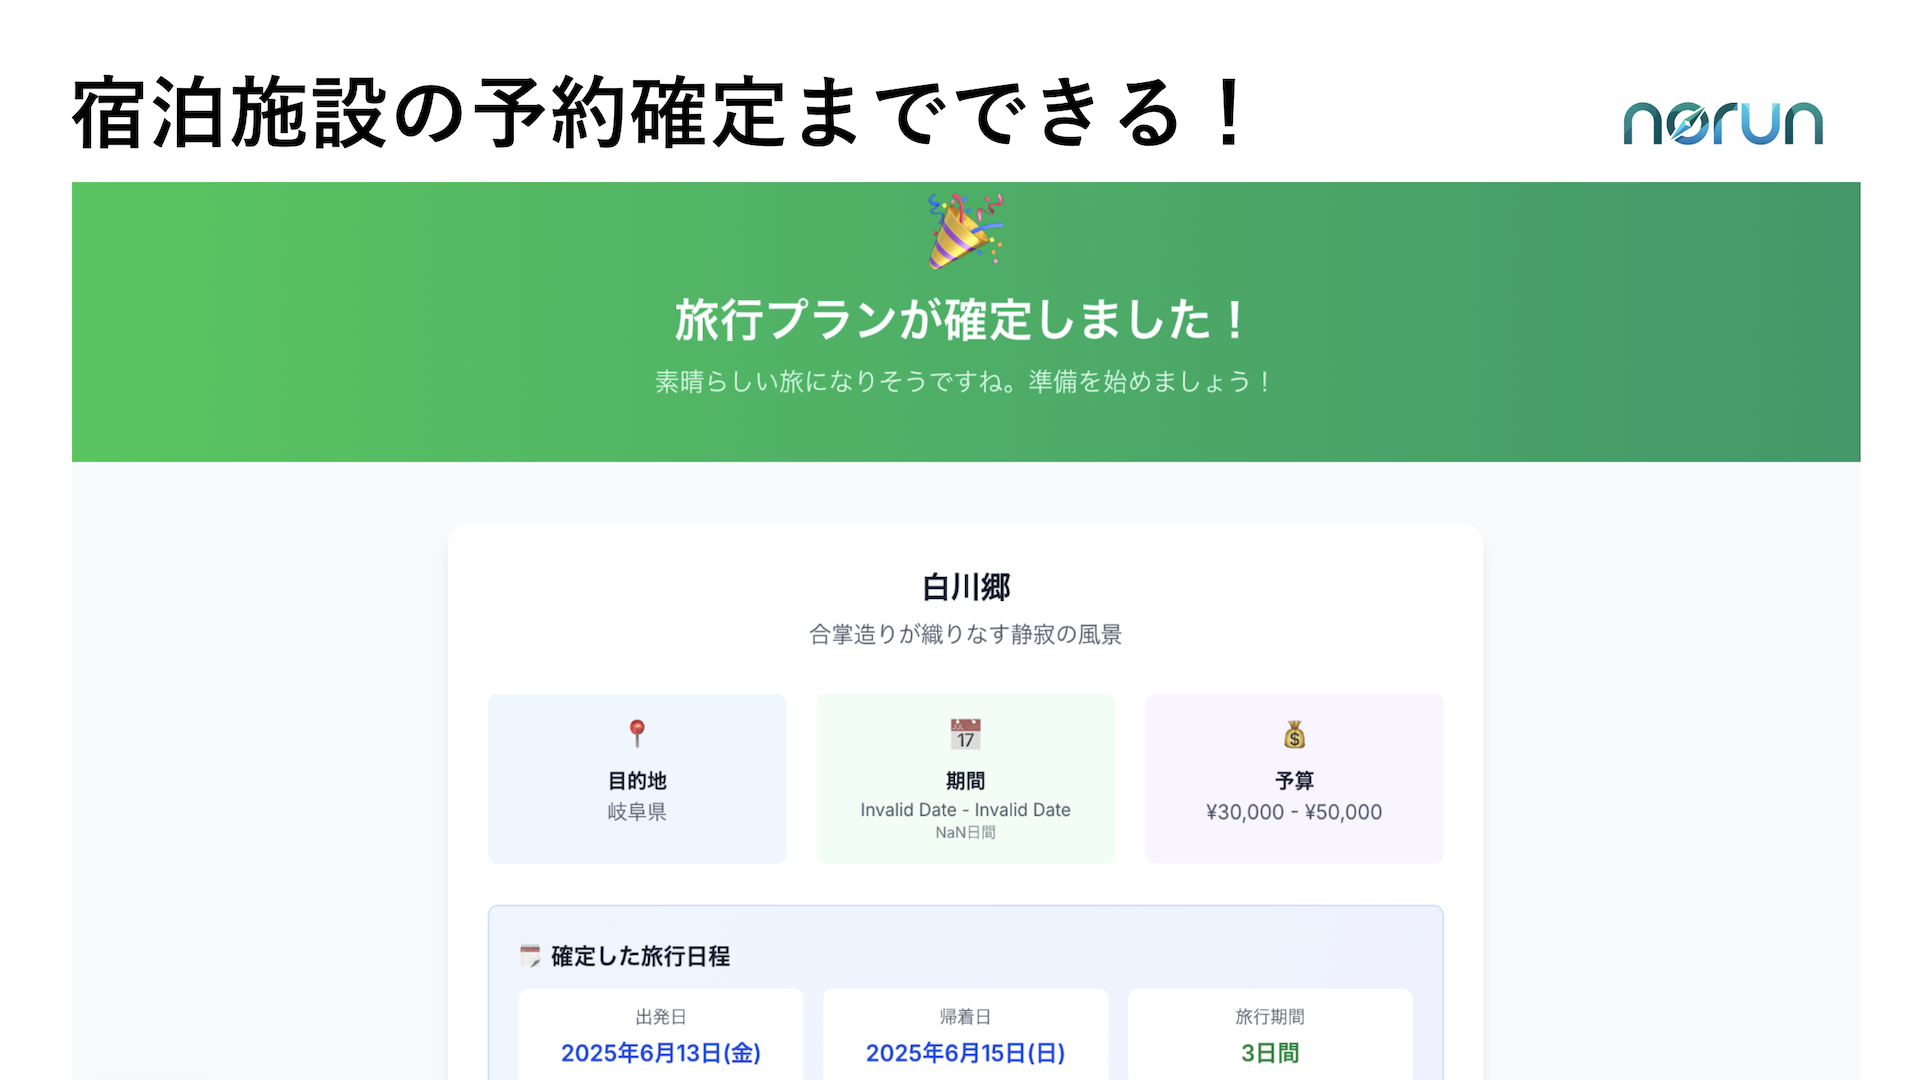 宿泊施設の予約確定までできる！
norun
旅行プランが確定しました！
素晴らしい旅になりそうですね。準備を始めましょう！
白川郷
合掌造りが織りなす静寂の風景
17
目的地
岐阜県
期間
Invalid Date - Invalid Date
NaN日間
予算
¥30,000 - ¥50,000
確定した旅行日程
出発日
2025年6月13日(金)
帰着日
2025年6月15日(日)
旅行期間
3日間